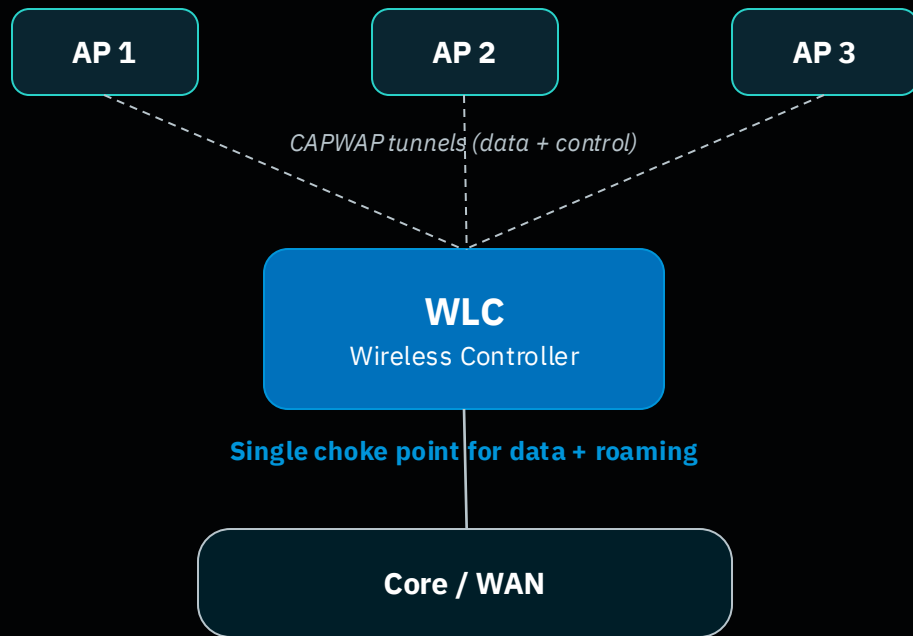 AP 1
AP 2
AP 3
CAPWAP tunnels (data + control)
WLC
Wireless Controller
Single choke point for data + roaming
Core / WAN